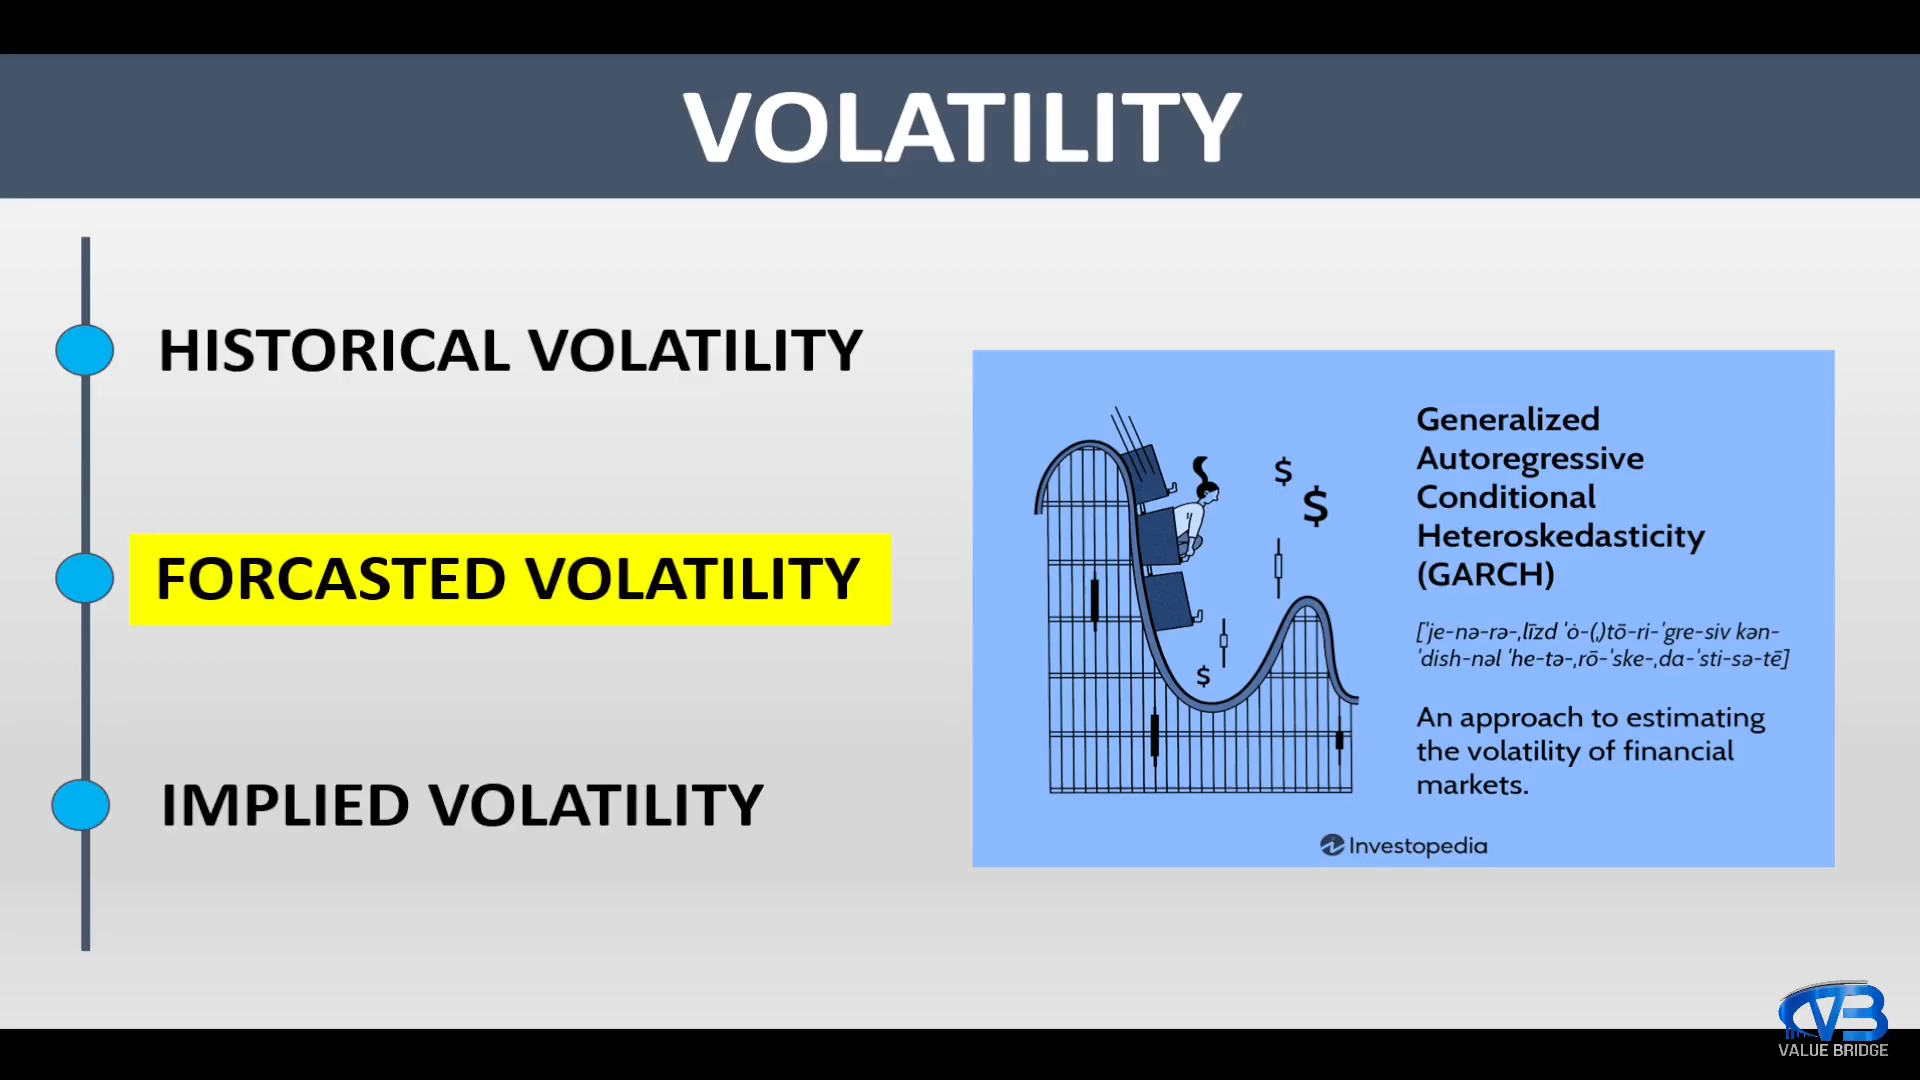 VOLATILITY
HISTORICAL VOLATILITY
FORCASTED VOLATILITY
IMPLIED VOLATILITY
$
$
$
Generalized
Autoregressive
Conditional
Heteroskedasticity
(GARCH)
[ˈje-nə-rə-ˌlīzd ˈȯ-(ˌ)tō-ri-ˈgre-siv kən-
ˈdish-nəl ˈhe-tə-ˌrō-ˈske-ˌda-ˈsti-sə-tē]
An approach to estimating
the volatility of financial
markets.
Investopedia
VB
VALUE BRIDGE